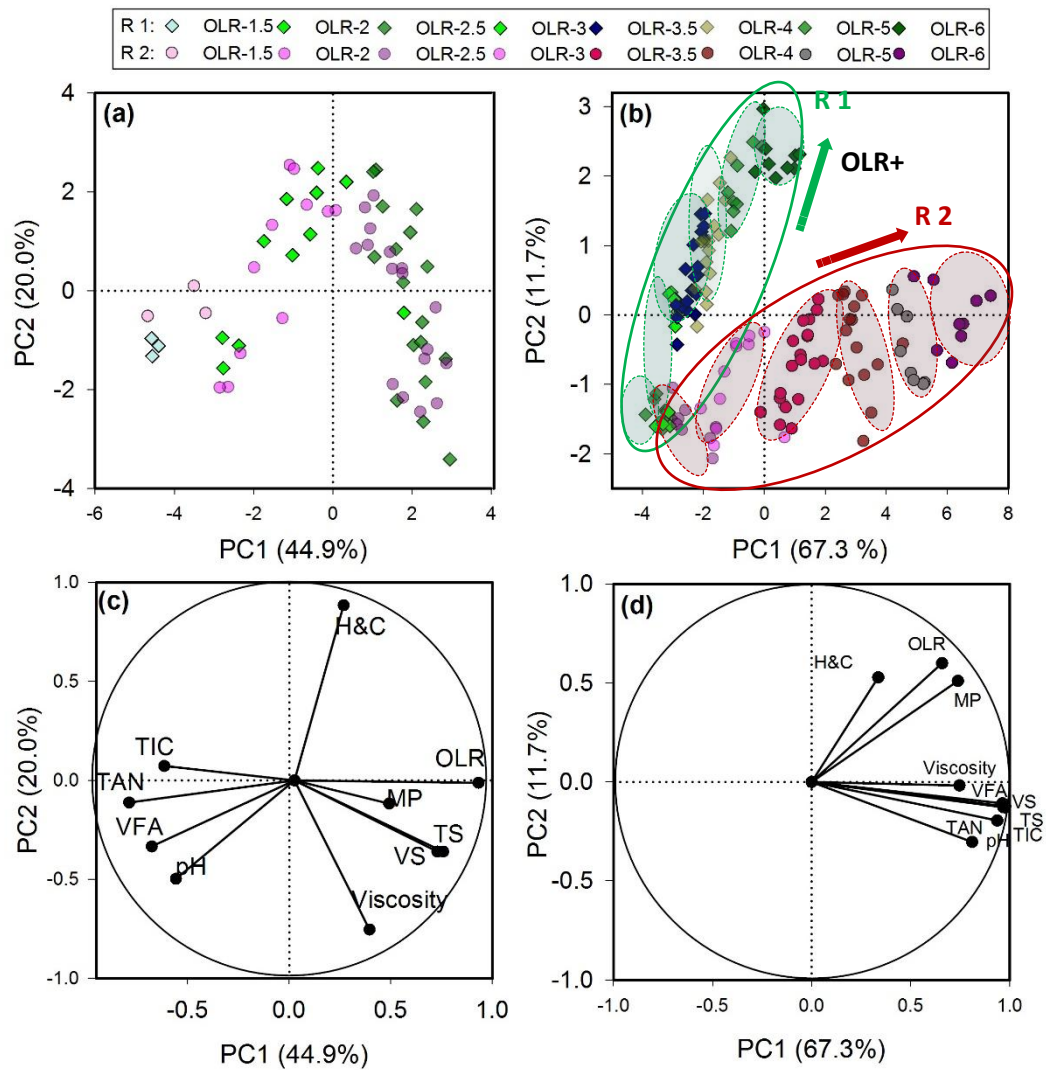 R 1: OLR-1.5 OLR-2 OLR-2.5 OLR-3 OLR-3.5 OLR-4 OLR-5 OLR-6
R 2: OLR-1.5 OLR-2 OLR-2.5 OLR-3 OLR-3.5 OLR-4 OLR-5 OLR-6
(a)
4
2
0
-2
-4
PC2 (20.0%)
-6 -4 -2 0 2 4
PC1 (44.9%)
(b)
R 1
OLR+
R 2
3
2
1
0
-1
-2
PC2 (11.7%)
-4 -2 0 2 4 6 8
PC1 (67.3 %)
(c)
1.0
0.5
0.0
-0.5
-1.0
PC2 (20.0%)
H&C
TIC
OLR
TAN
MP
VFA
TS
VS
pH
Viscosity
-0.5 0.0 0.5 1.0
PC1 (44.9%)
(d)
1.0
0.5
0.0
-0.5
-1.0
PC2 (11.7%)
OLR
H&C
MP
Viscosity
VFA
VS
TS
TAN
pH
TIC
-1.0 -0.5 0.0 0.5 1.0
PC1 (67.3%)